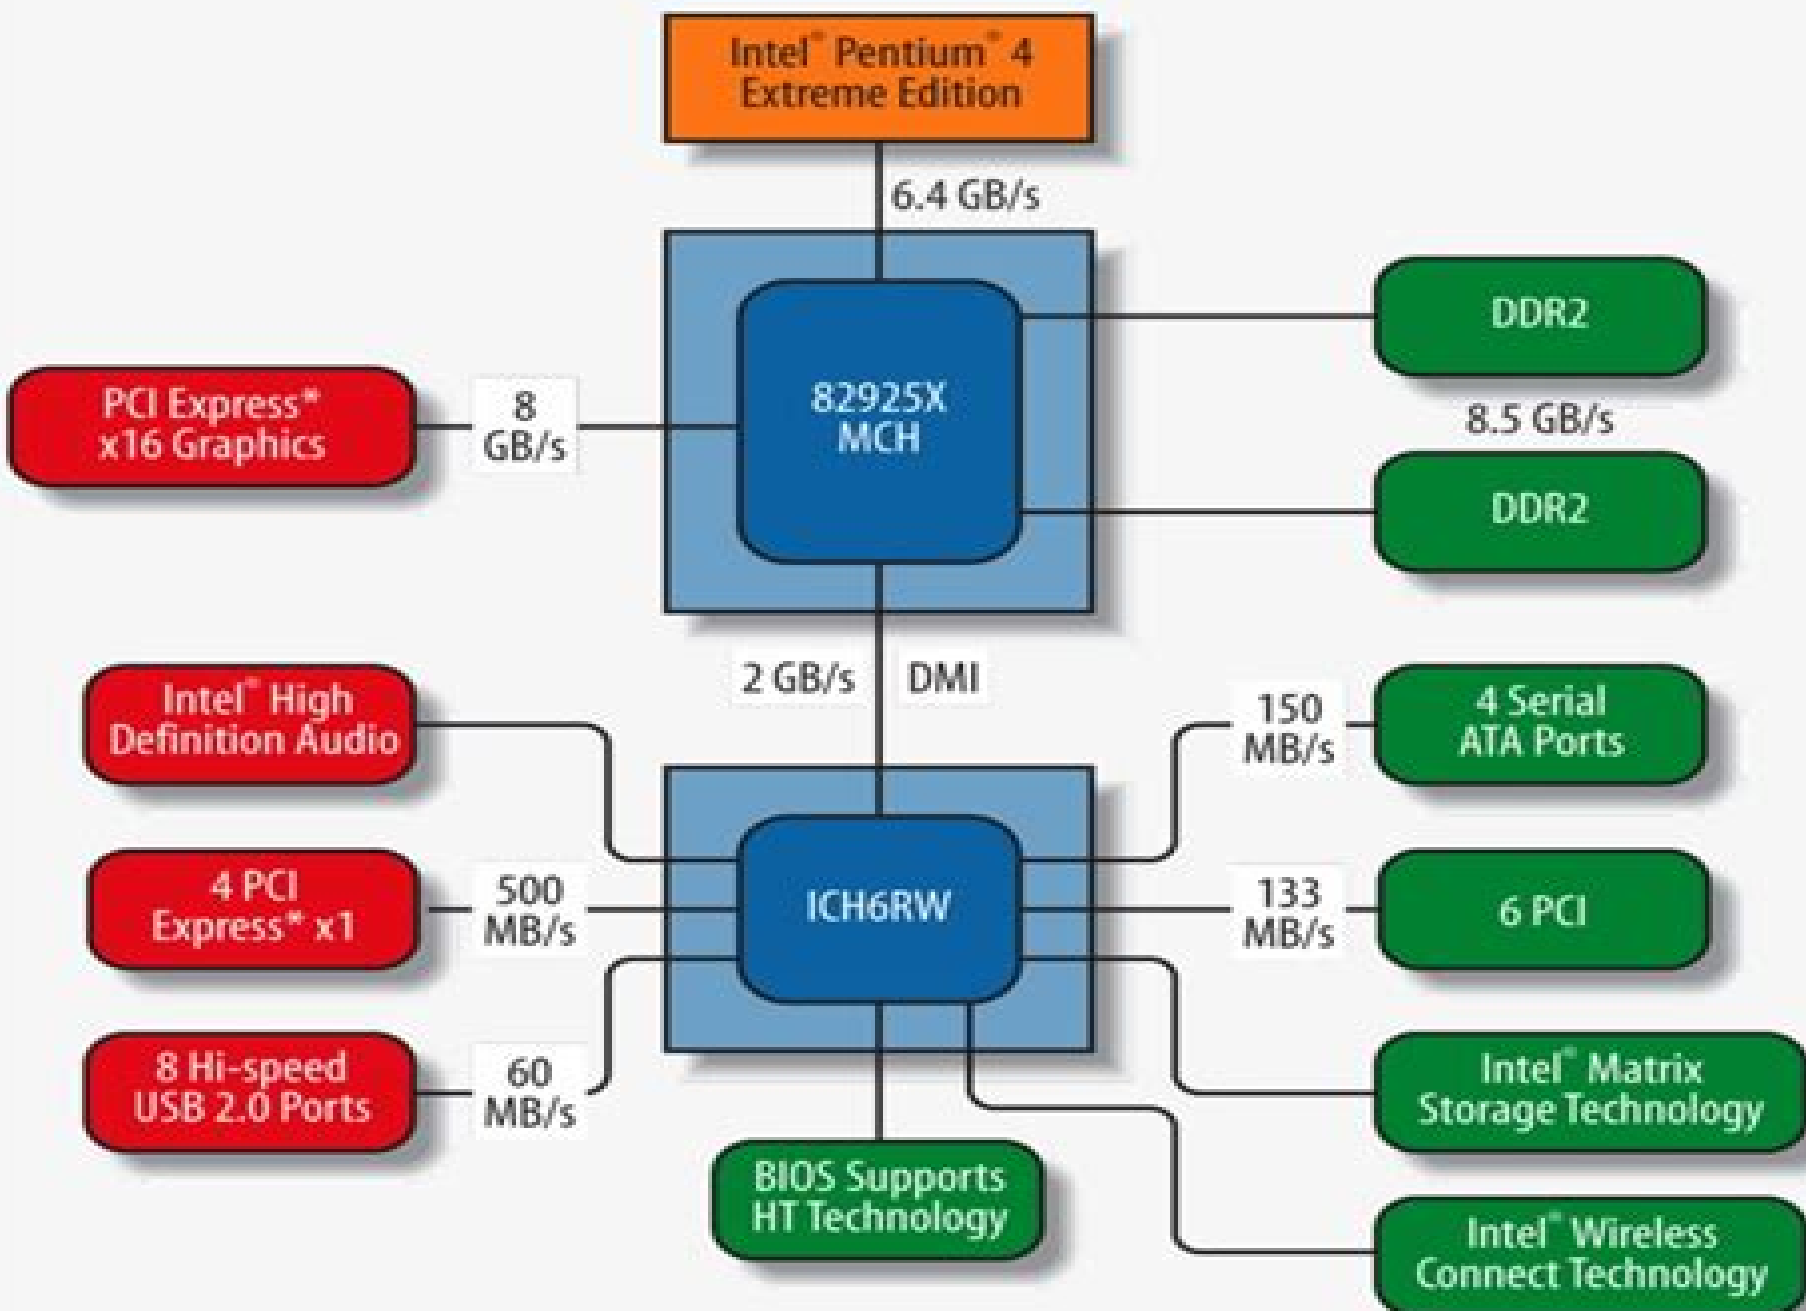 Intel® Pentium® 4
Extreme Edition
6.4 GB/s
82925X
MCH
PCI Express*
x16 Graphics
8
GB/s
DDR2
8.5 GB/s
DDR2
2 GB/s
DMI
Intel® High
Definition Audio
4 PCI
Express* x1
500
MB/s
8 Hi-speed
USB 2.0 Ports
60
MB/s
ICH6RW
150
MB/s
4 Serial
ATA Ports
133
MB/s
6 PCI
Intel® Matrix
Storage Technology
BIOS Supports
HT Technology
Intel® Wireless
Connect Technology